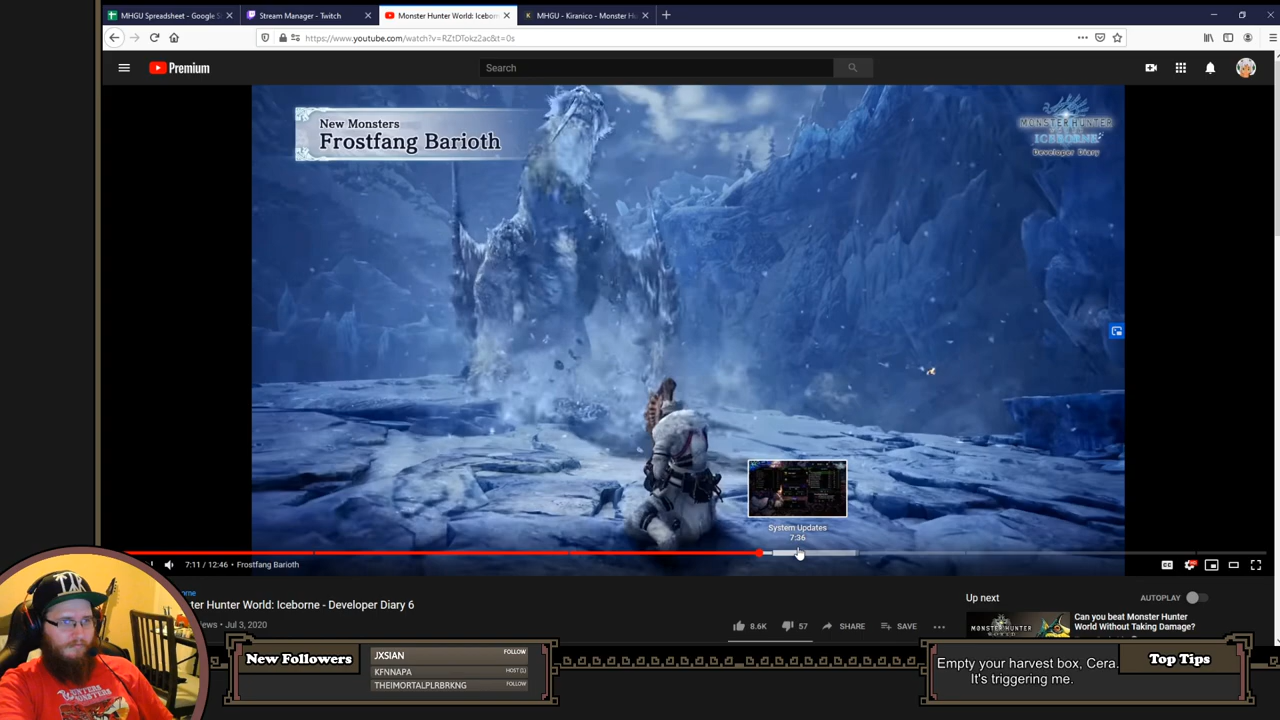 MHGU Spreadsheet - Google S
Stream Manager - Twitch
Monster Hunter World: Iceborn
MHGU - Kiranico - Monster Hu
https://www.youtube.com/watch?v=RZtDTokz2ac&t=0s
Premium
Search
New Monsters
Frostfang Barioth
MONSTER HUNTER
ICEBORNE
Developer Diary
System Updates
7:36
7:11 / 12:46 • Frostfang Barioth
ter Hunter World: Iceborne - Developer Diary 6
ews • Jul 3, 2020
8.6K
57
SHARE
SAVE
Up next
AUTOPLAY
Can you beat Monster Hunter
World Without Taking Damage?
New Followers
JXSIAN
FOLLOW
KFNNAPA
HOST (1)
THEIMORTALPLRBRKNG
FOLLOW
Empty your harvest box, Cera.
It's triggering me.
Top Tips